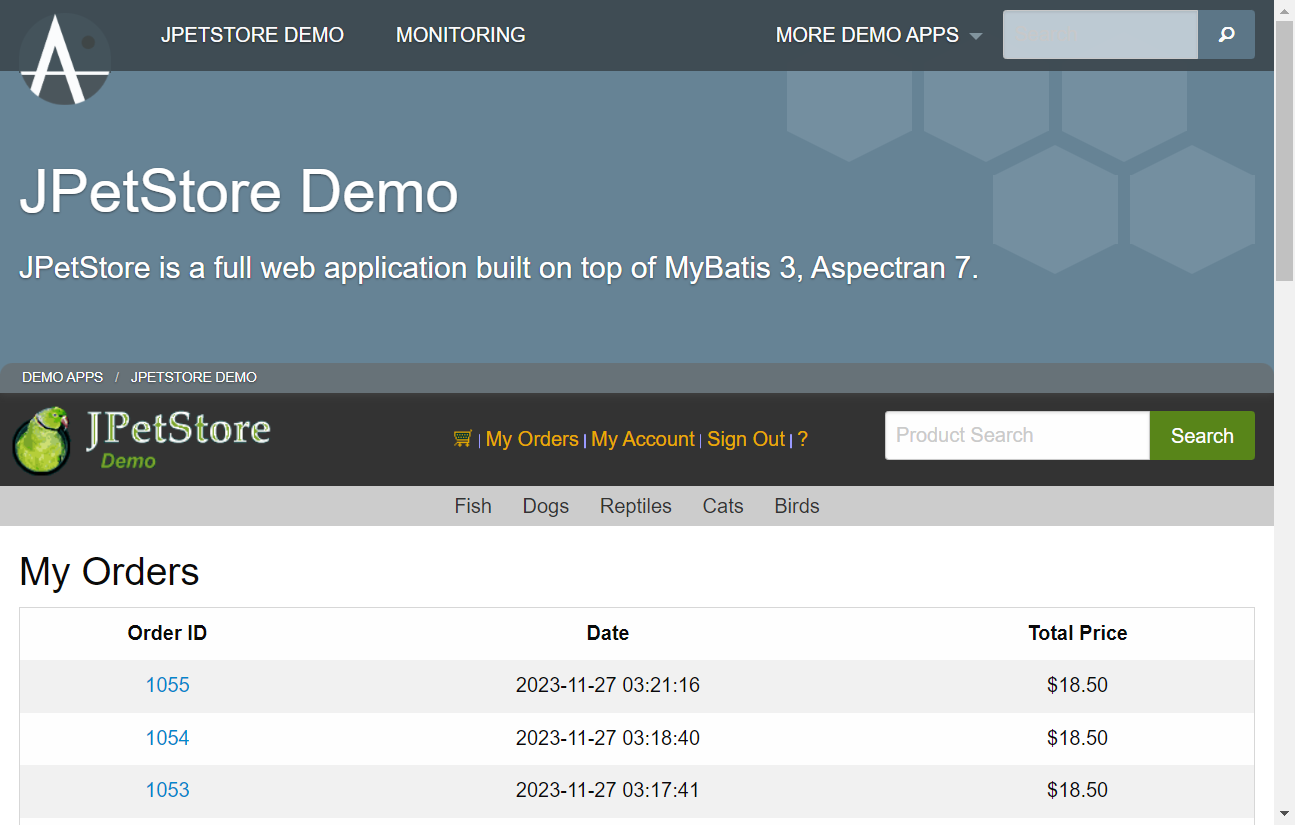 JPETSTORE DEMO MONITORING MORE DEMO APPS
JPetStore Demo
JPetStore is a full web application built on top of MyBatis 3, Aspectran 7.
DEMO APPS / JPETSTORE DEMO
JPetStore
Demo
| My Orders | My Account | Sign Out | ?
Product Search Search
Fish Dogs Reptiles Cats Birds
My Orders
Order ID Date Total Price
1055 2023-11-27 03:21:16 $18.50
1054 2023-11-27 03:18:40 $18.50
1053 2023-11-27 03:17:41 $18.50